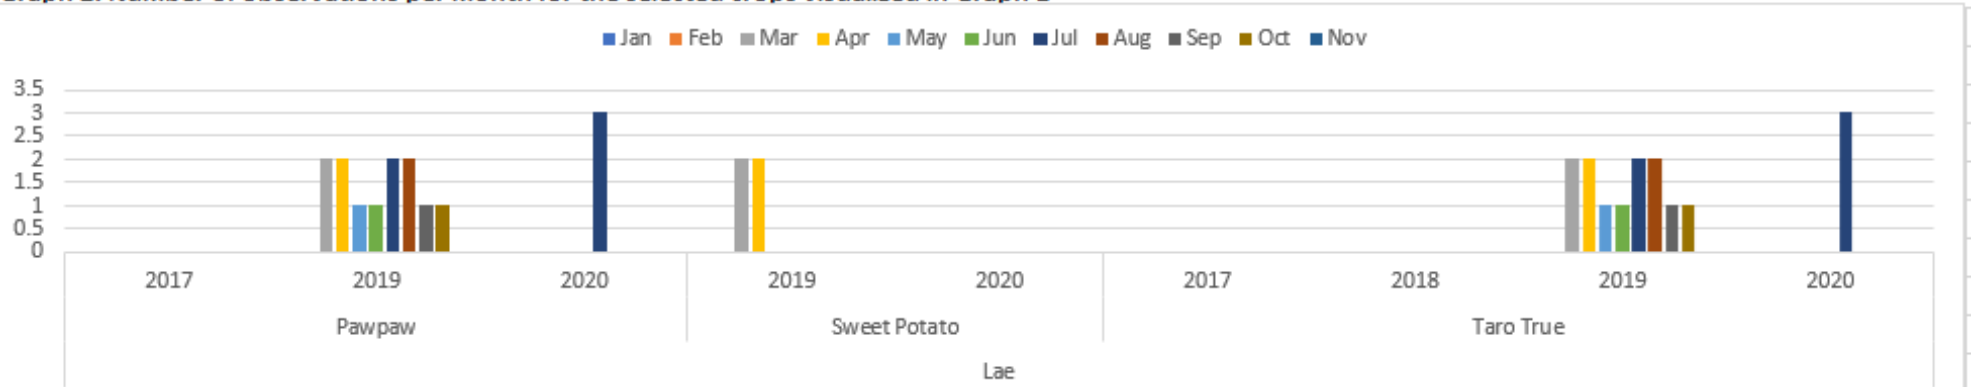 Jan Feb Mar Apr May Jun Jul Aug Sep Oct Nov
3.5
3
2.5
2
1.5
1
0.5
0
2017 2019 2020 2019 2020 2017 2018 2019 2020
Pawpaw Sweet Potato Taro True
Lae